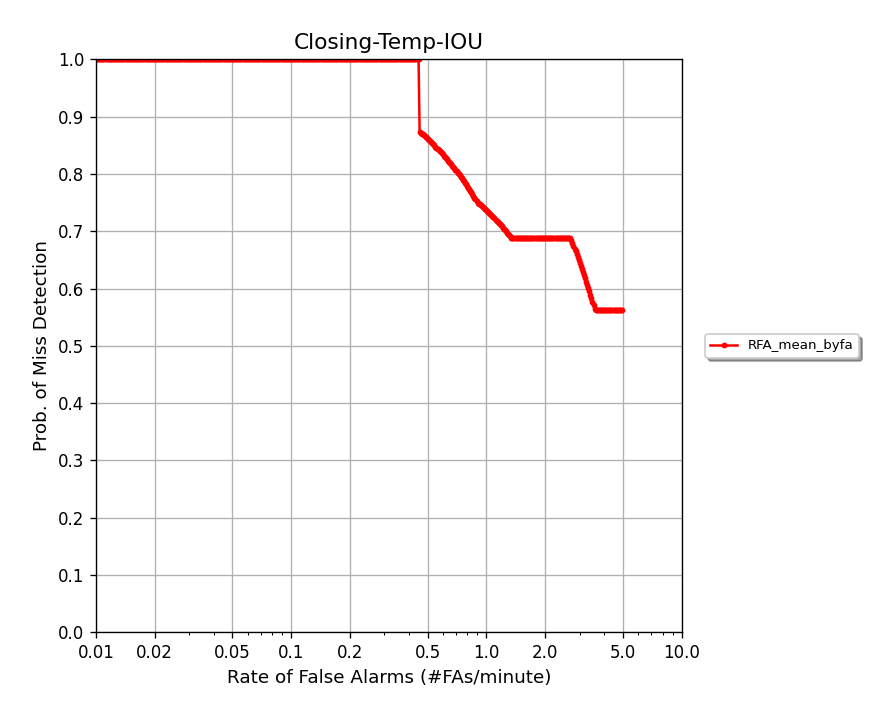 Closing-Temp-IOU
1.0
0.9
0.8
0.7
0.6
0.5
0.4
0.3
0.2
0.1
0.0
Prob. of Miss Detection
0.01 0.02 0.05 0.1 0.2 0.5 1.0 2.0 5.0 10.0
Rate of False Alarms (#FAs/minute)
RFA_mean_byfa